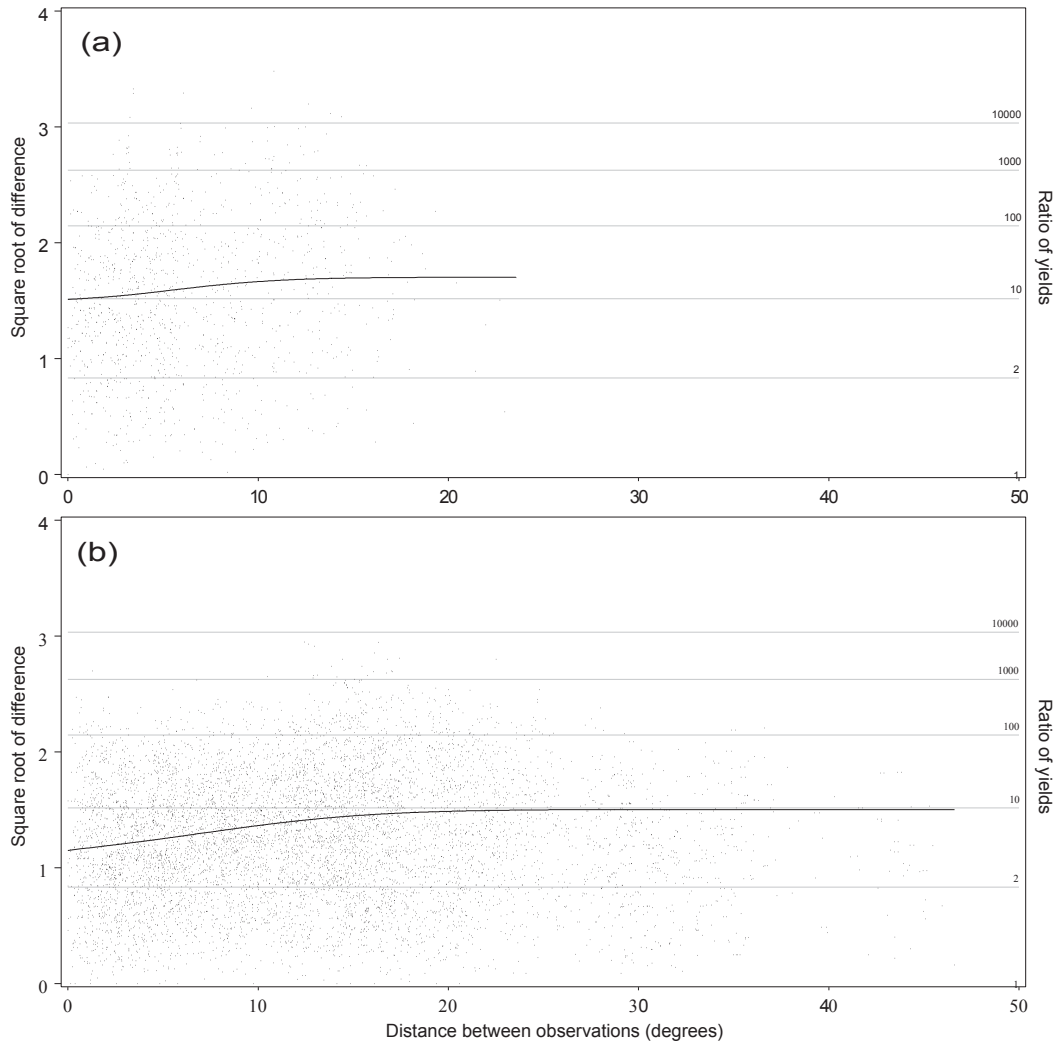 (a)
Square root of difference
4
3
2
1
0
10000
1000
100
10
2
1
Ratio of yields
0 10 20 30 40 50
(b)
Square root of difference
4
3
2
1
0
10000
1000
100
10
2
1
Ratio of yields
0 10 20 30 40 50
Distance between observations (degrees)